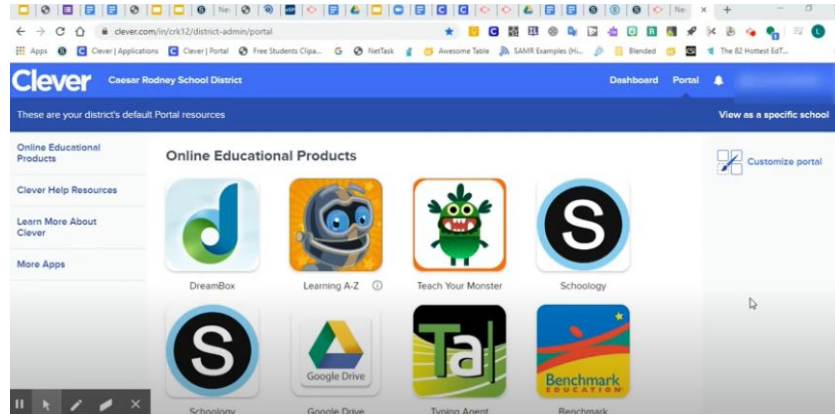 Ne
Ne
clever.com/in/crk12/district-admin/portal
Apps
Clever | Applications
Clever | Portal
Free Students Clipa...
NetTask
Awesome Table
SAMR Examples (Hi...
Blended
The 82 Hottest EdT...
Clever
Caesar Rodney School District
Dashboard
Portal
These are your district's default Portal resources
View as a specific school
Online Educational
Products
Clever Help Resources
Learn More About
Clever
More Apps
Online Educational Products
Customize portal
d
S
DreamBox
Learning A-Z
Teach Your Monster
Schoology
S
Google Drive
Ta
Benchmark
EDUCATION
Schoology
Google Drive
Typing Agent
Benchmark